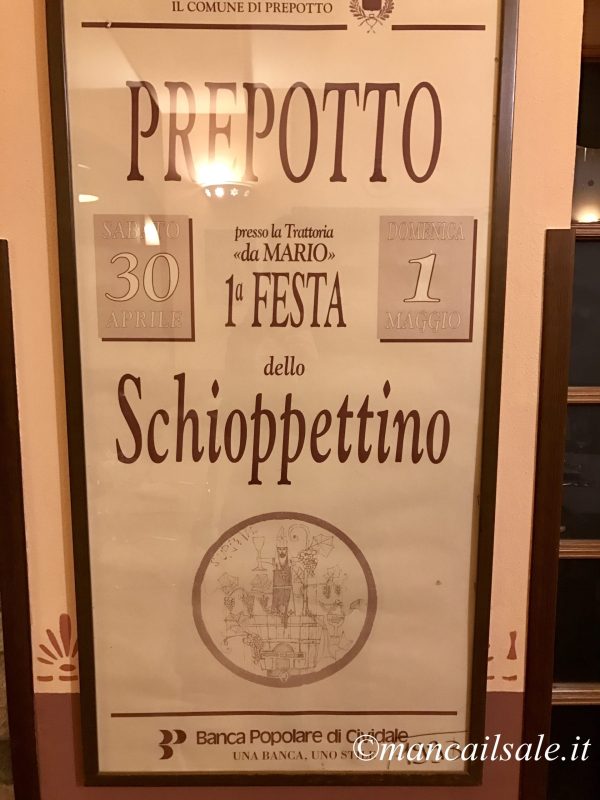 IL COMUNE DI PREPOTTO
PREPOTTO
SABATO
30
APRILE
presso la Trattoria
«da MARIO»
1ª FESTA
DOMENICA
1
MAGGIO
dello
Schioppettino
Banca Popolare di Cividale
UNA BANCA, UNO
©mancailsale.it